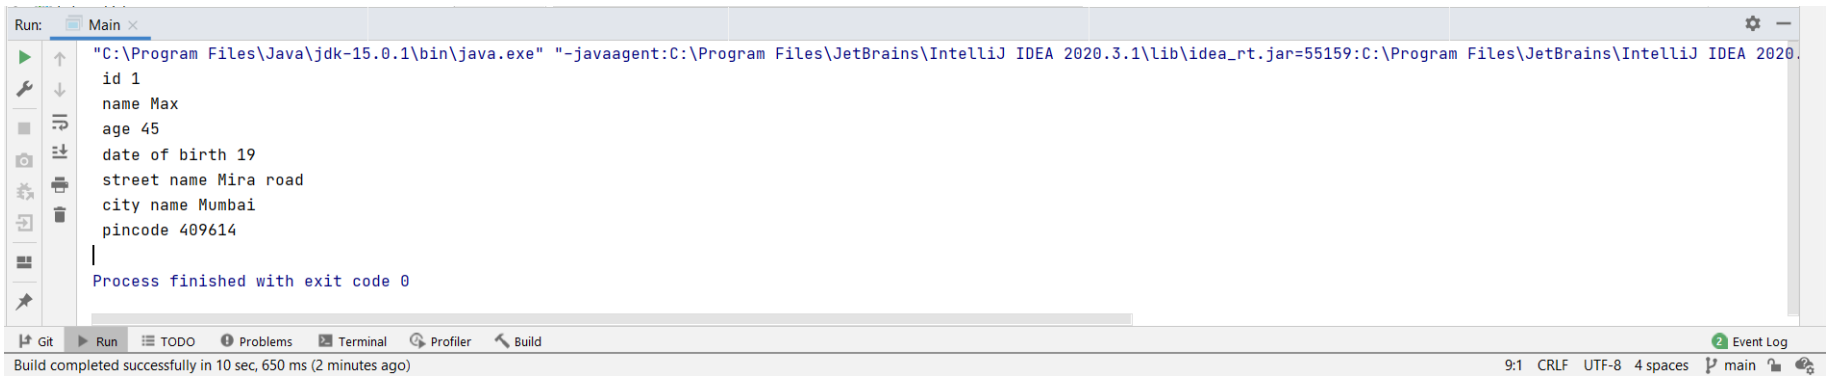 Run: Main
"C:\Program Files\Java\jdk-15.0.1\bin\java.exe" "-javaagent:C:\Program Files\JetBrains\IntelliJ IDEA 2020.3.1\lib\idea_rt.jar=55159:C:\Program Files\JetBrains\IntelliJ IDEA 2020.
id 1
name Max
age 45
date of birth 19
street name Mira road
city name Mumbai
pincode 409614
Process finished with exit code 0
Git Run TODO Problems Terminal Profiler Build 2 Event Log
Build completed successfully in 10 sec, 650 ms (2 minutes ago) 9:1 CRLF UTF-8 4 spaces main